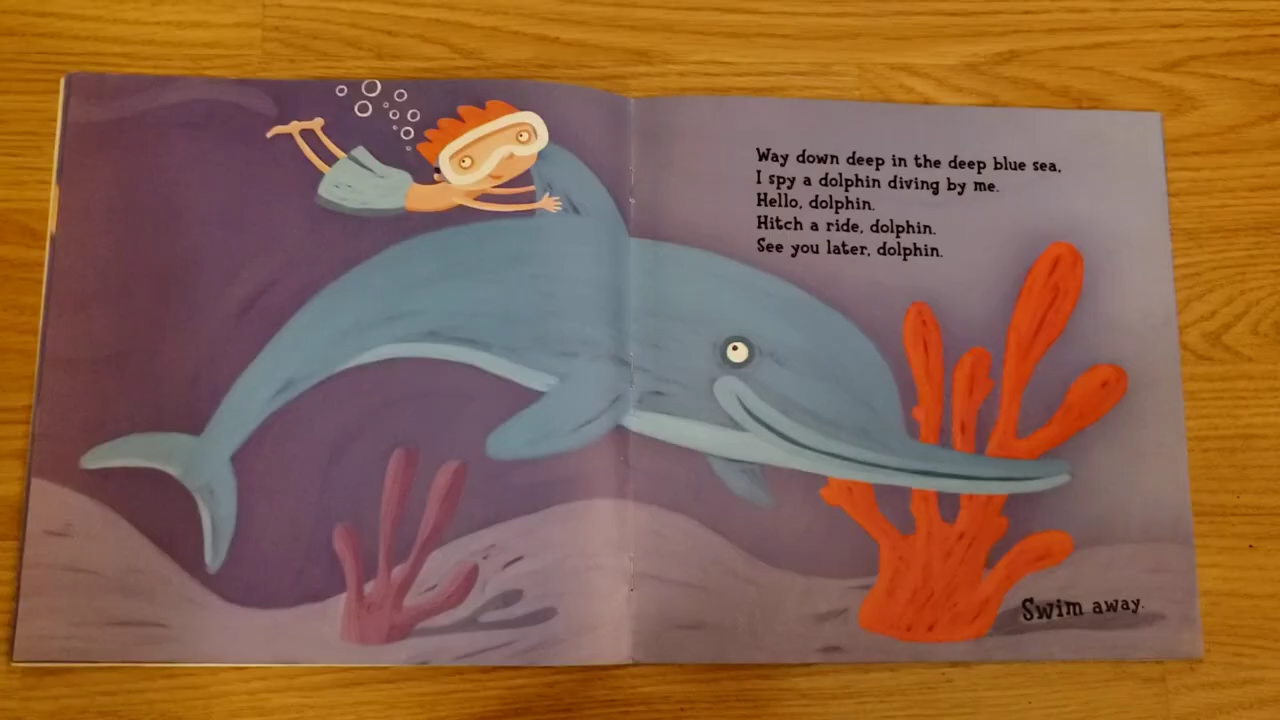 Way down deep in the deep blue sea,
I spy a dolphin diving by me.
Hello, dolphin.
Hitch a ride, dolphin.
See you later, dolphin.
Swim away.